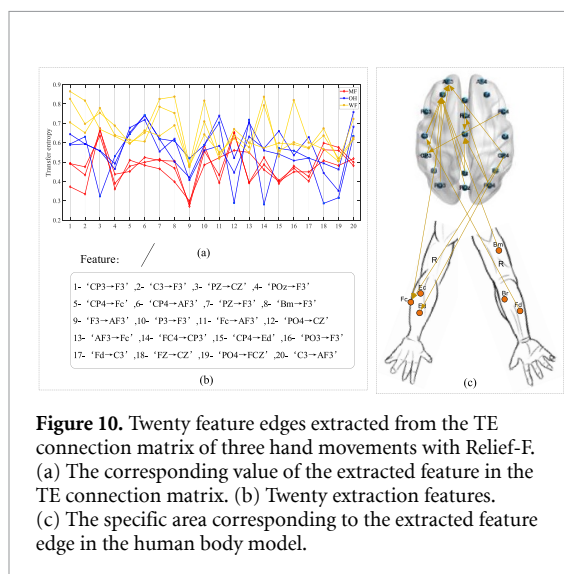 0.9
0.8
0.7
0.6
0.5
0.4
0.3
0.2
Transfer entropy
MF
OH
WF
1 2 3 4 5 6 7 8 9 10 11 12 13 14 15 16 17 18 19 20
(a)
Feature:
1- ‘CP3→F3’ ,2- ‘C3→F3’ ,3- ‘PZ→CZ’ ,4- ‘POz→F3’
5- ‘CP4→Fc’ ,6- ‘CP4→AF3’ ,7- ‘PZ→F3’ ,8- ‘Bm→F3’
9- ‘F3→AF3’ ,10- ‘P3→F3’ ,11- ‘Fc→AF3’ ,12- ‘PO4→CZ’
13- ‘AF3→Fc’ ,14- ‘FC4→CP3’ ,15- ‘CP4→Ed’ ,16- ‘PO3→F3’
17- ‘Fd→C3’ ,18- ‘FZ→CZ’ ,19- ‘PO4→FCZ’ ,20- ‘C3→AF3’
(b)
R
R
Bm
Fc
Ec
Br
Fd
(c)
Figure 10. Twenty feature edges extracted from the TE
connection matrix of three hand movements with Relief-F.
(a) The corresponding value of the extracted feature in the
TE connection matrix. (b) Twenty extraction features.
(c) The specific area corresponding to the extracted feature
edge in the human body model.